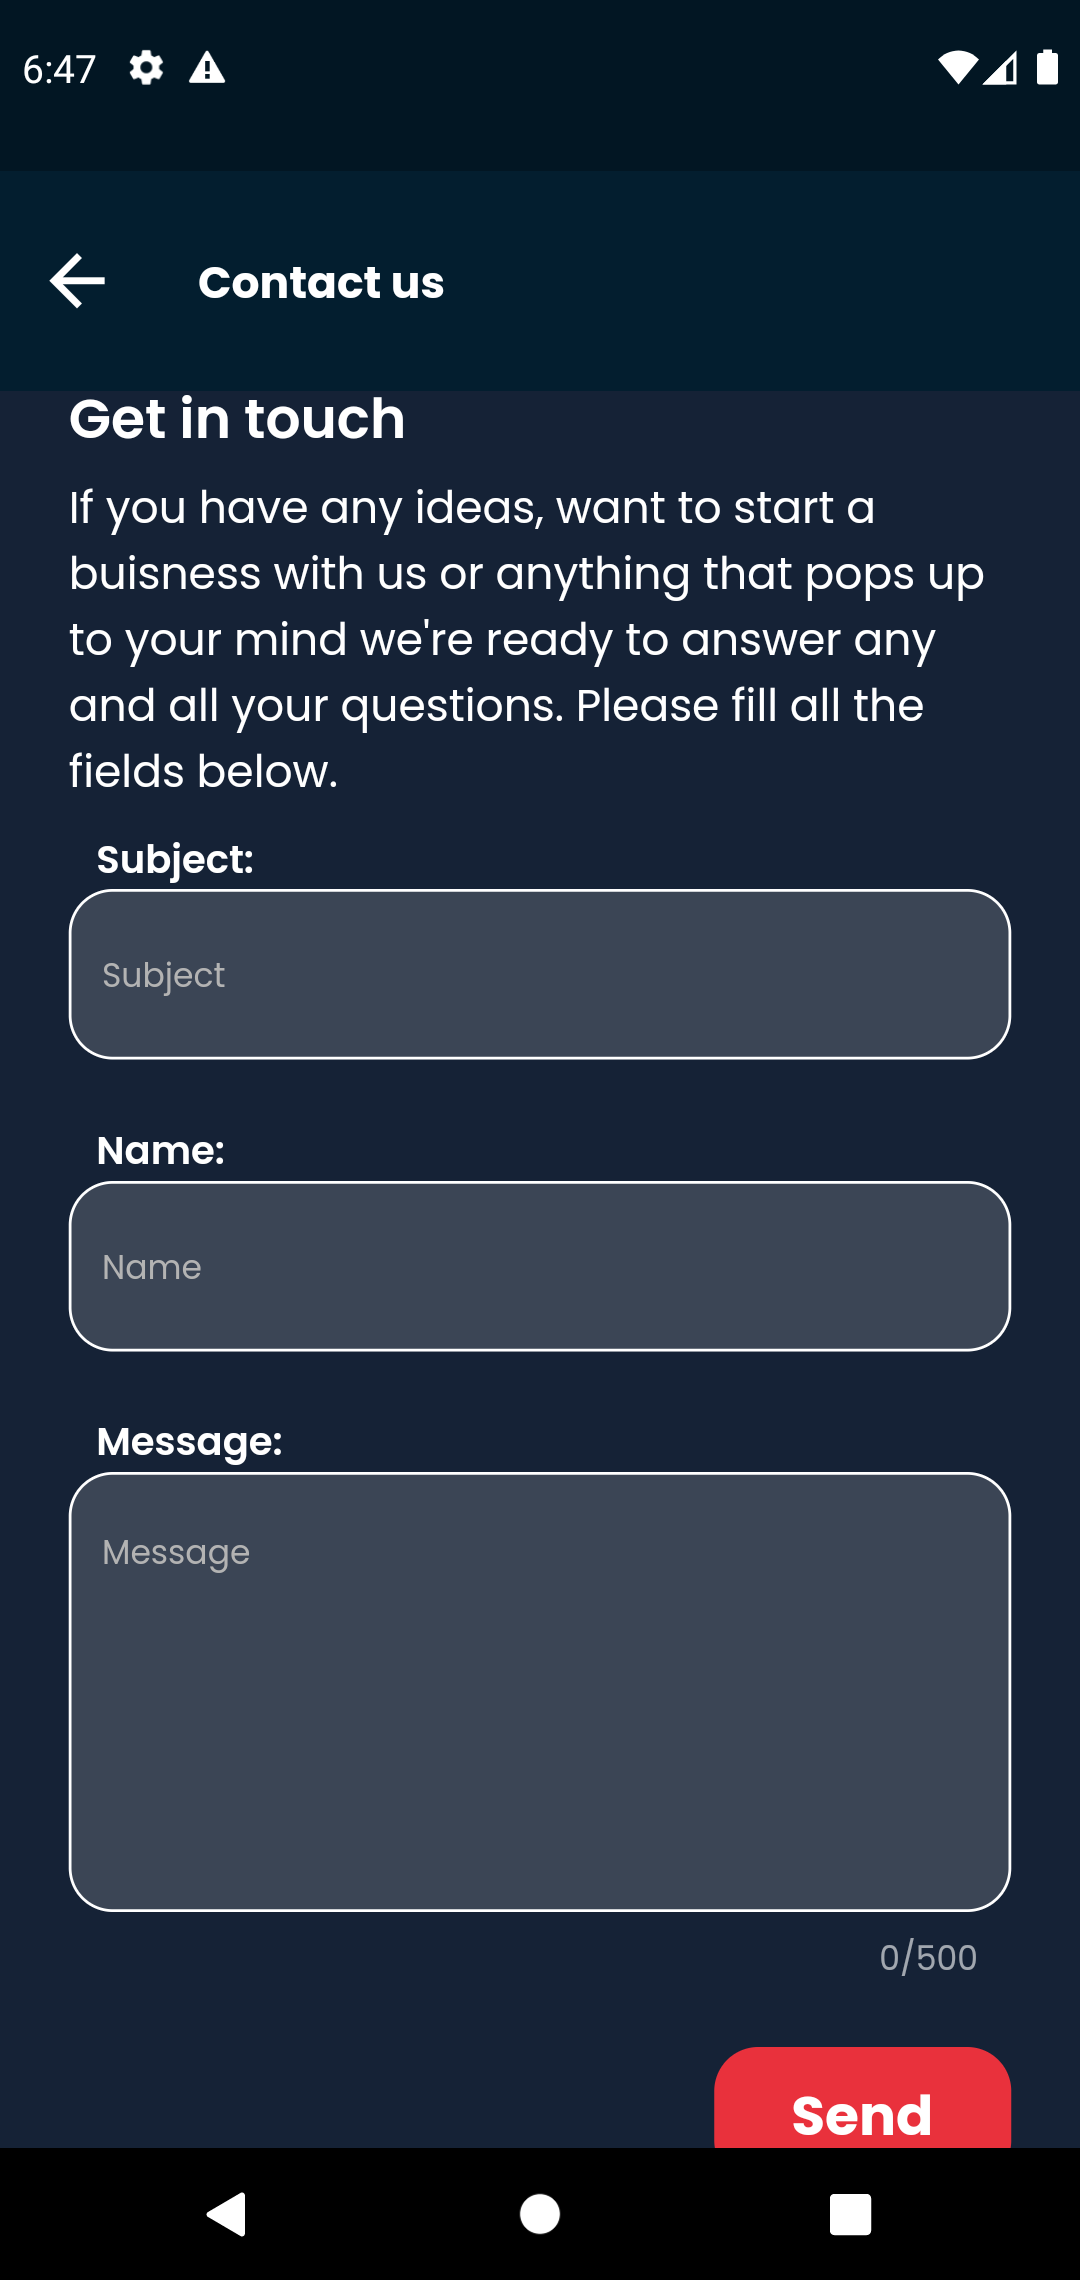 6:47
Contact us
Get in touch
If you have any ideas, want to start a
buisness with us or anything that pops up
to your mind we're ready to answer any
and all your questions. Please fill all the
fields below.
Subject:
Subject
Name:
Name
Message:
Message
0/500
Send